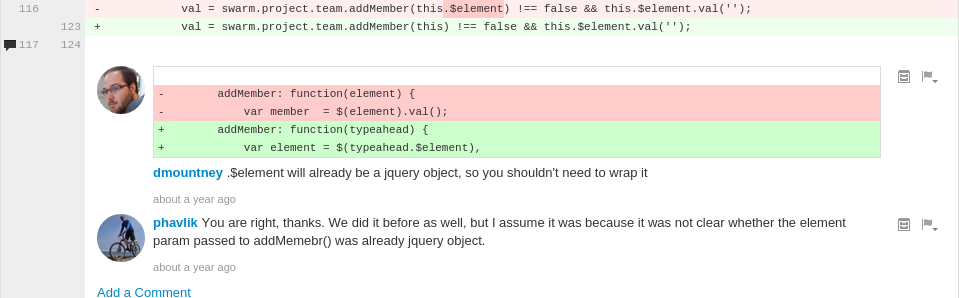 116 - val = swarm.project.team.addMember(this.$element) !== false && this.$element.val('');
123 + val = swarm.project.team.addMember(this) !== false && this.$element.val('');
117 124
- addMember: function(element) {
- var member  = $(element).val();
+ addMember: function(typeahead) {
+ var element = $(typeahead.$element),
dmountney .$element will already be a jquery object, so you shouldn't need to wrap it
about a year ago
phavlik You are right, thanks. We did it before as well, but I assume it was because it was not clear whether the element
param passed to addMemebr() was already jquery object.
about a year ago
Add a Comment